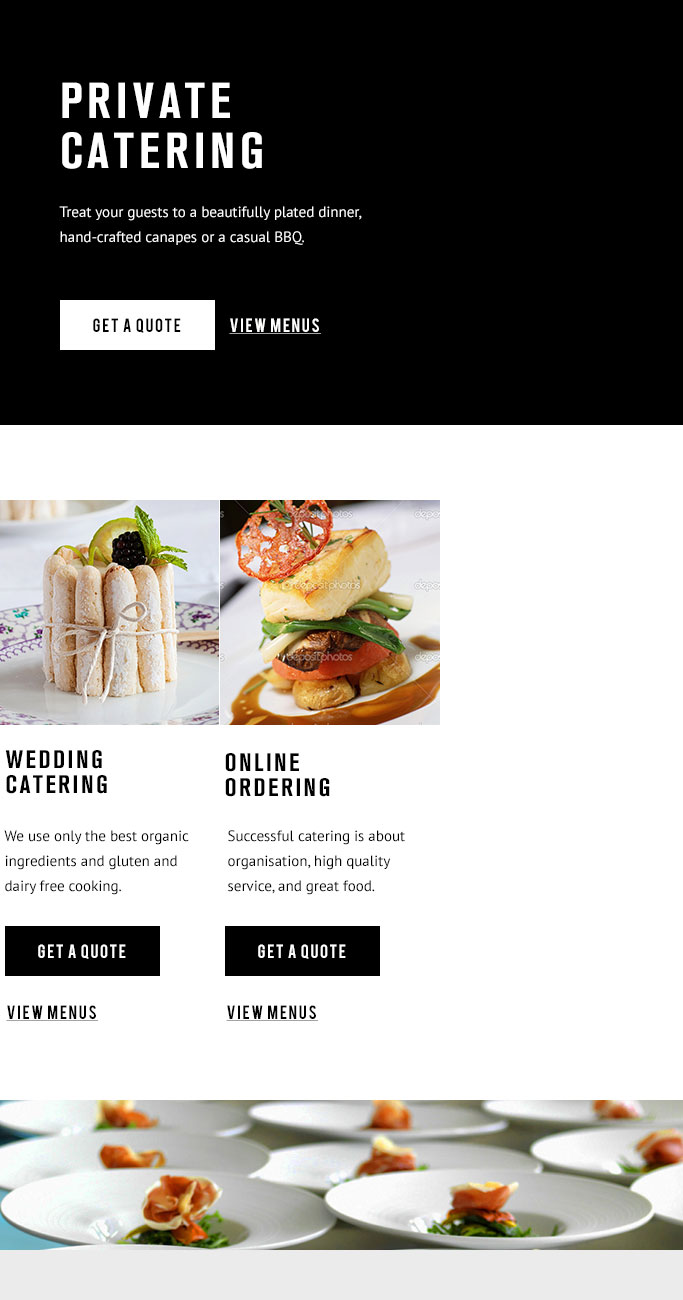 PRIVATE
CATERING
Treat your guests to a beautifully plated dinner,
hand-crafted canapes or a casual BBQ.
GET A QUOTE
VIEW MENUS
depositphotos
WEDDING
CATERING
We use only the best organic
ingredients and gluten and
dairy free cooking.
GET A QUOTE
VIEW MENUS
ONLINE
ORDERING
Successful catering is about
organisation, high quality
service, and great food.
GET A QUOTE
VIEW MENUS